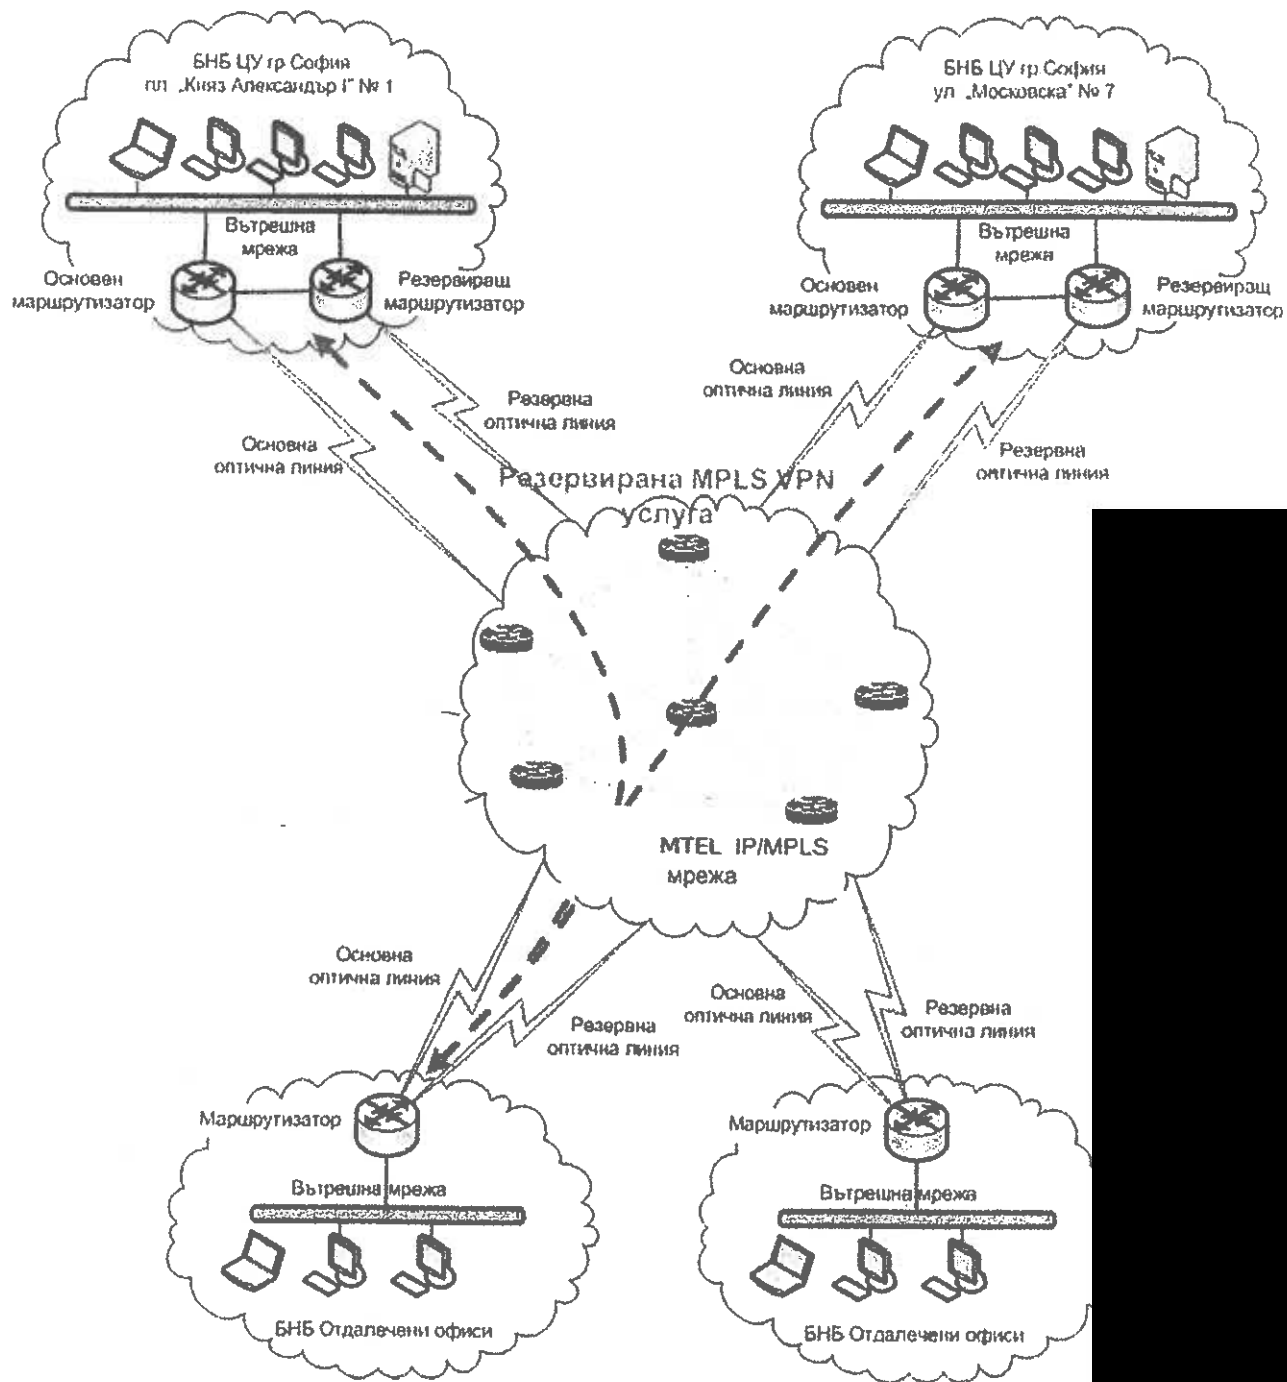 БНБ ЦУ гр София
пл „Княз Александър I“ № 1
Вътрешна
мрежа
Основен
маршрутизатор
Резервиращ
маршрутизатор
БНБ ЦУ гр София
ул „Московска“ № 7
Вътрешна
мрежа
Основен
маршрутизатор
Резервиращ
маршрутизатор
Основна
оптична линия
Резервна
оптична линия
Основна
оптична линия
Резервна
оптична линия
Резервирана MPLS VPN
услуга
MTEL IP/MPLS
мрежа
Основна
оптична линия
Резервна
оптична линия
Основна
оптична линия
Резервна
оптична линия
Маршрутизатор
Вътрешна мрежа
БНБ Отдалечени офиси
Маршрутизатор
Вътрешна мрежа
БНБ Отдалечени офиси